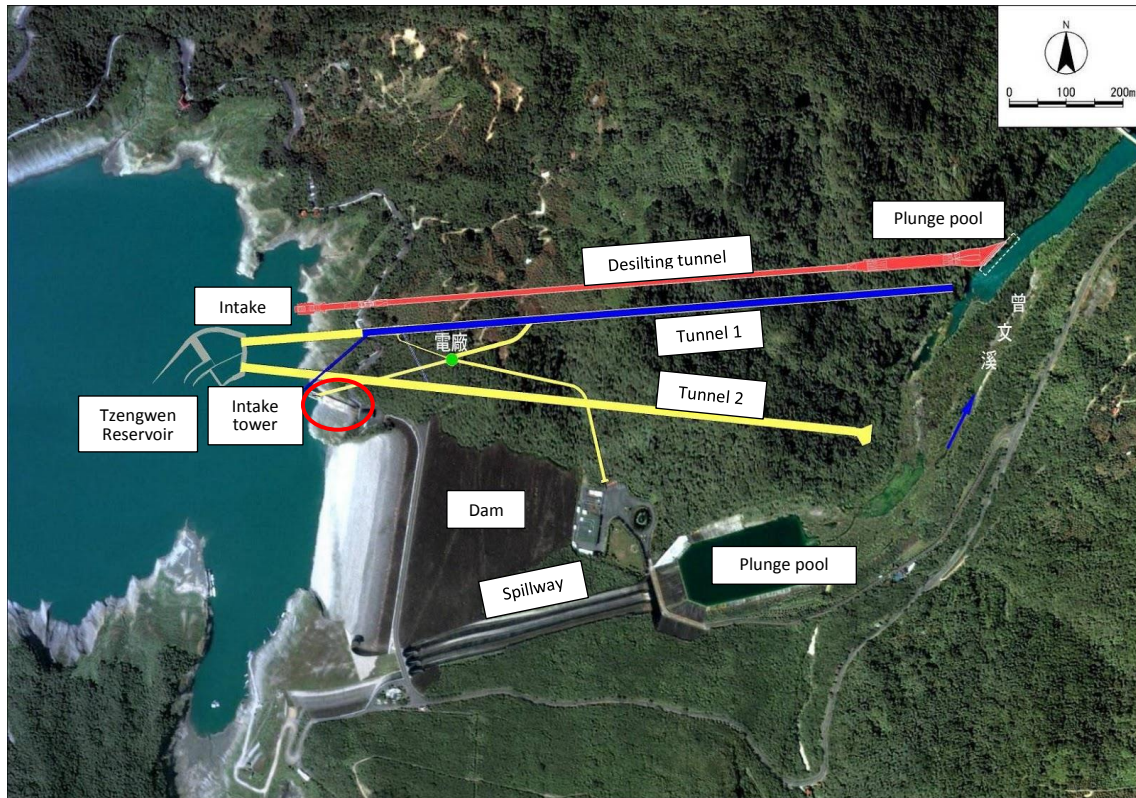 N
0 100 200m
Plunge pool
Desilting tunnel
Intake
Tunnel 1
電廠
曾文溪
Tunnel 2
Tzengwen
Reservoir
Intake
tower
Dam
Plunge pool
Spillway